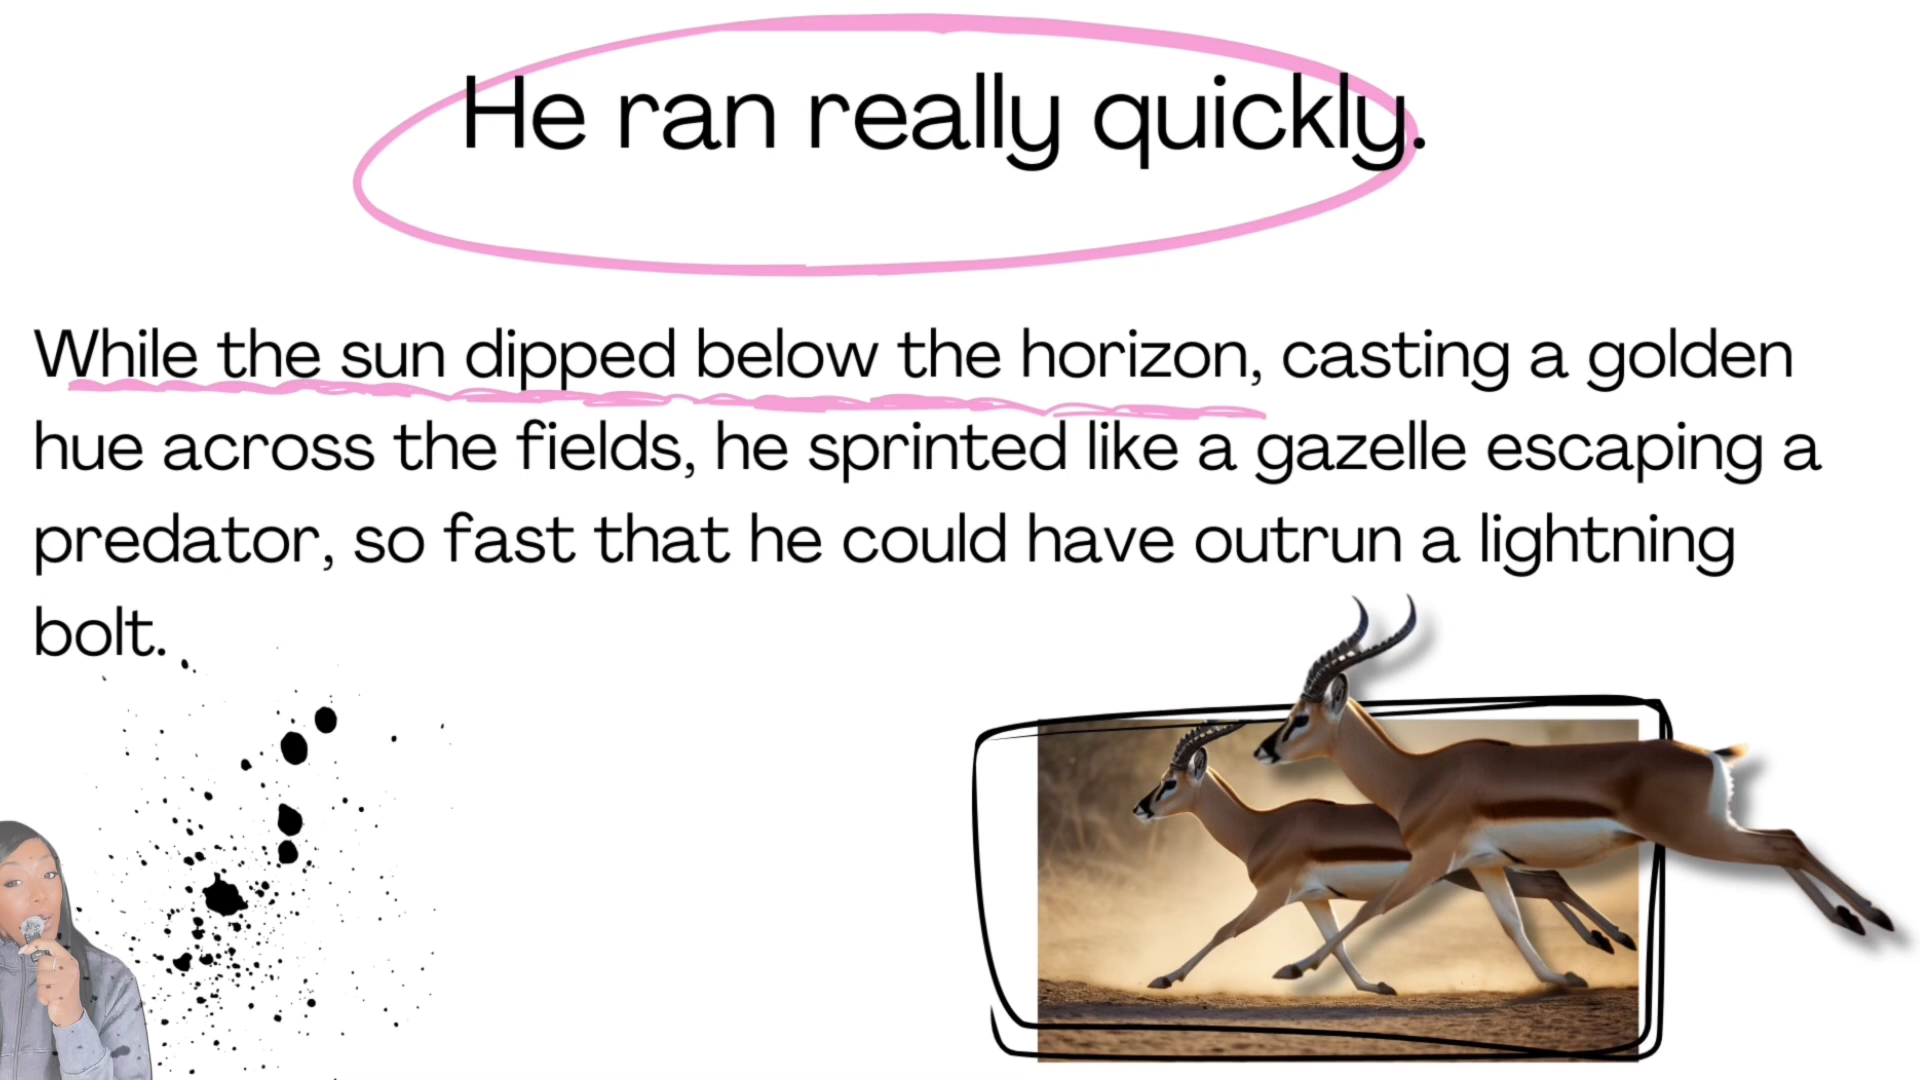 He ran really quickly.
While the sun dipped below the horizon, casting a golden
hue across the fields, he sprinted like a gazelle escaping a
predator, so fast that he could have outrun a lightning
bolt.